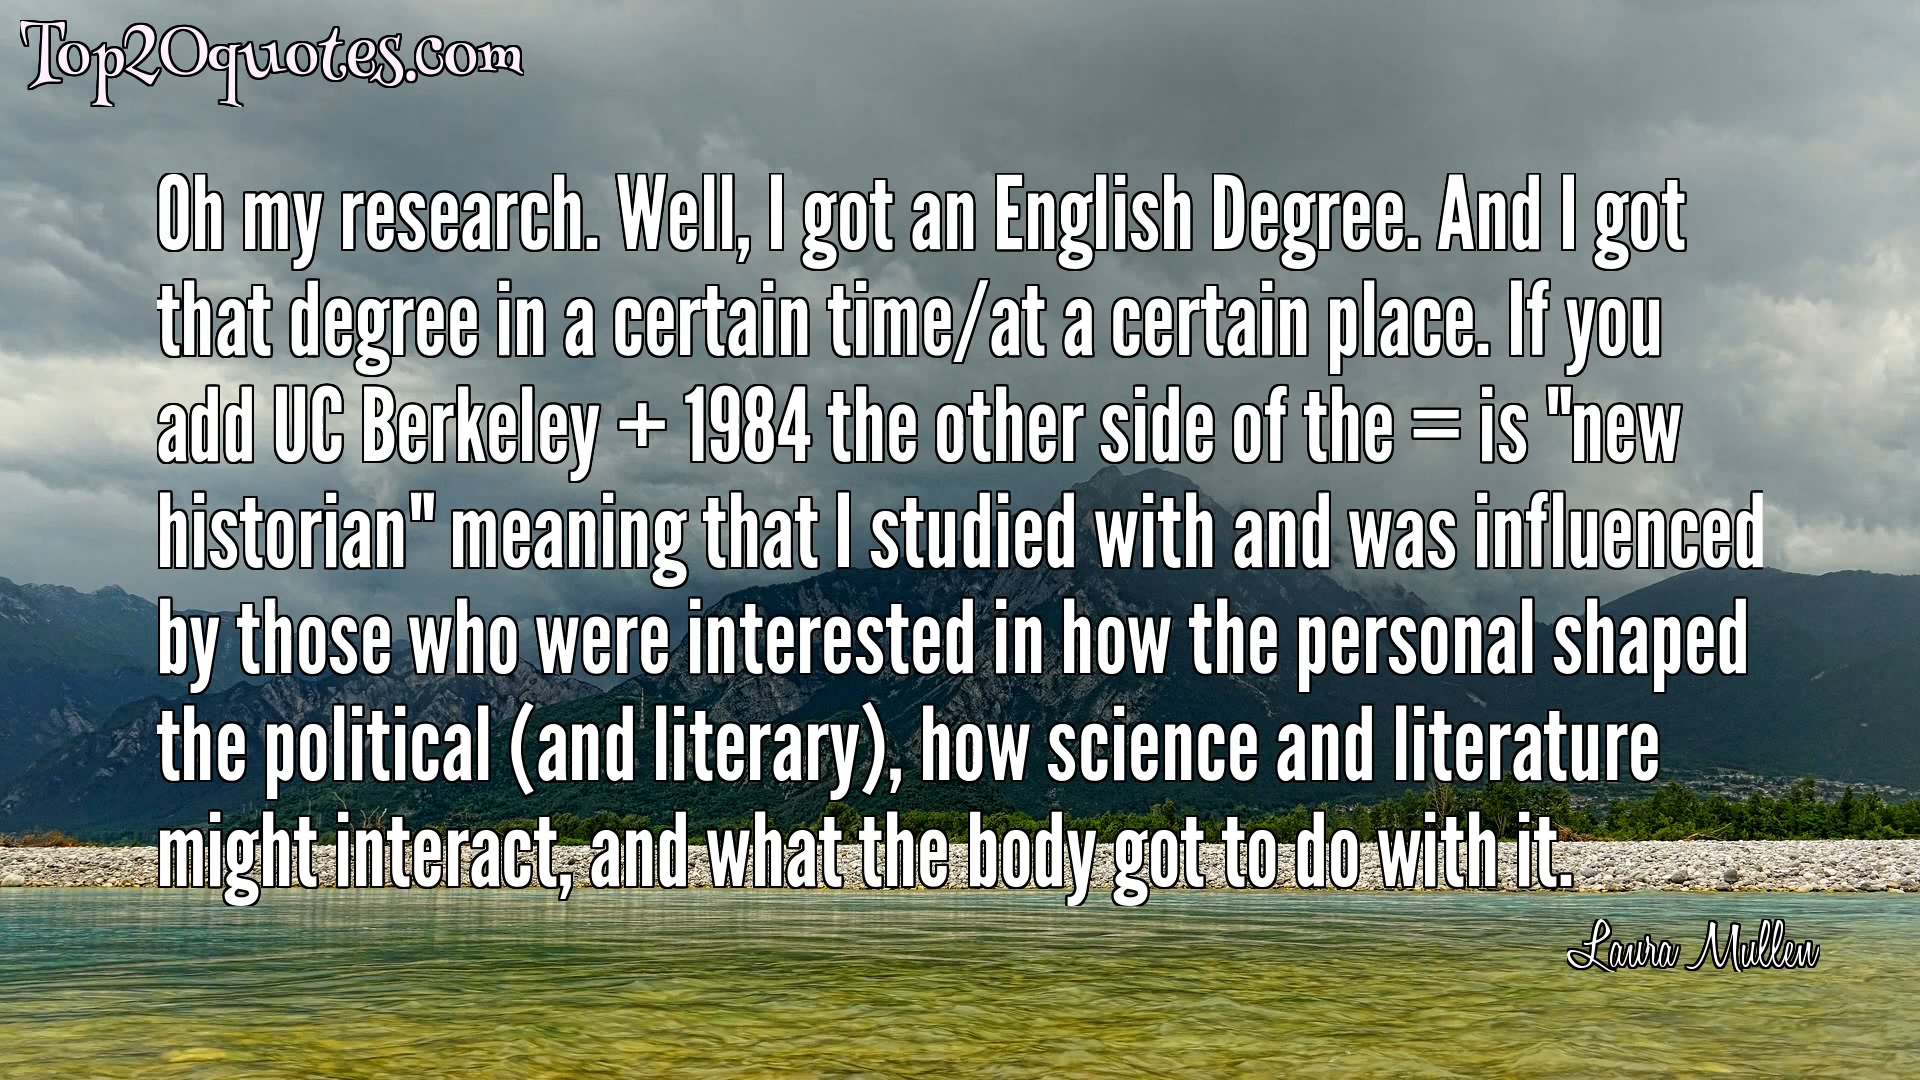 Top20quotes.com
Oh my research. Well, I got an English Degree. And I got
that degree in a certain time/at a certain place. If you
add UC Berkeley + 1984 the other side of the = is "new
historian" meaning that I studied with and was influenced
by those who were interested in how the personal shaped
the political (and literary), how science and literature
might interact, and what the body got to do with it.
Laura Mullen